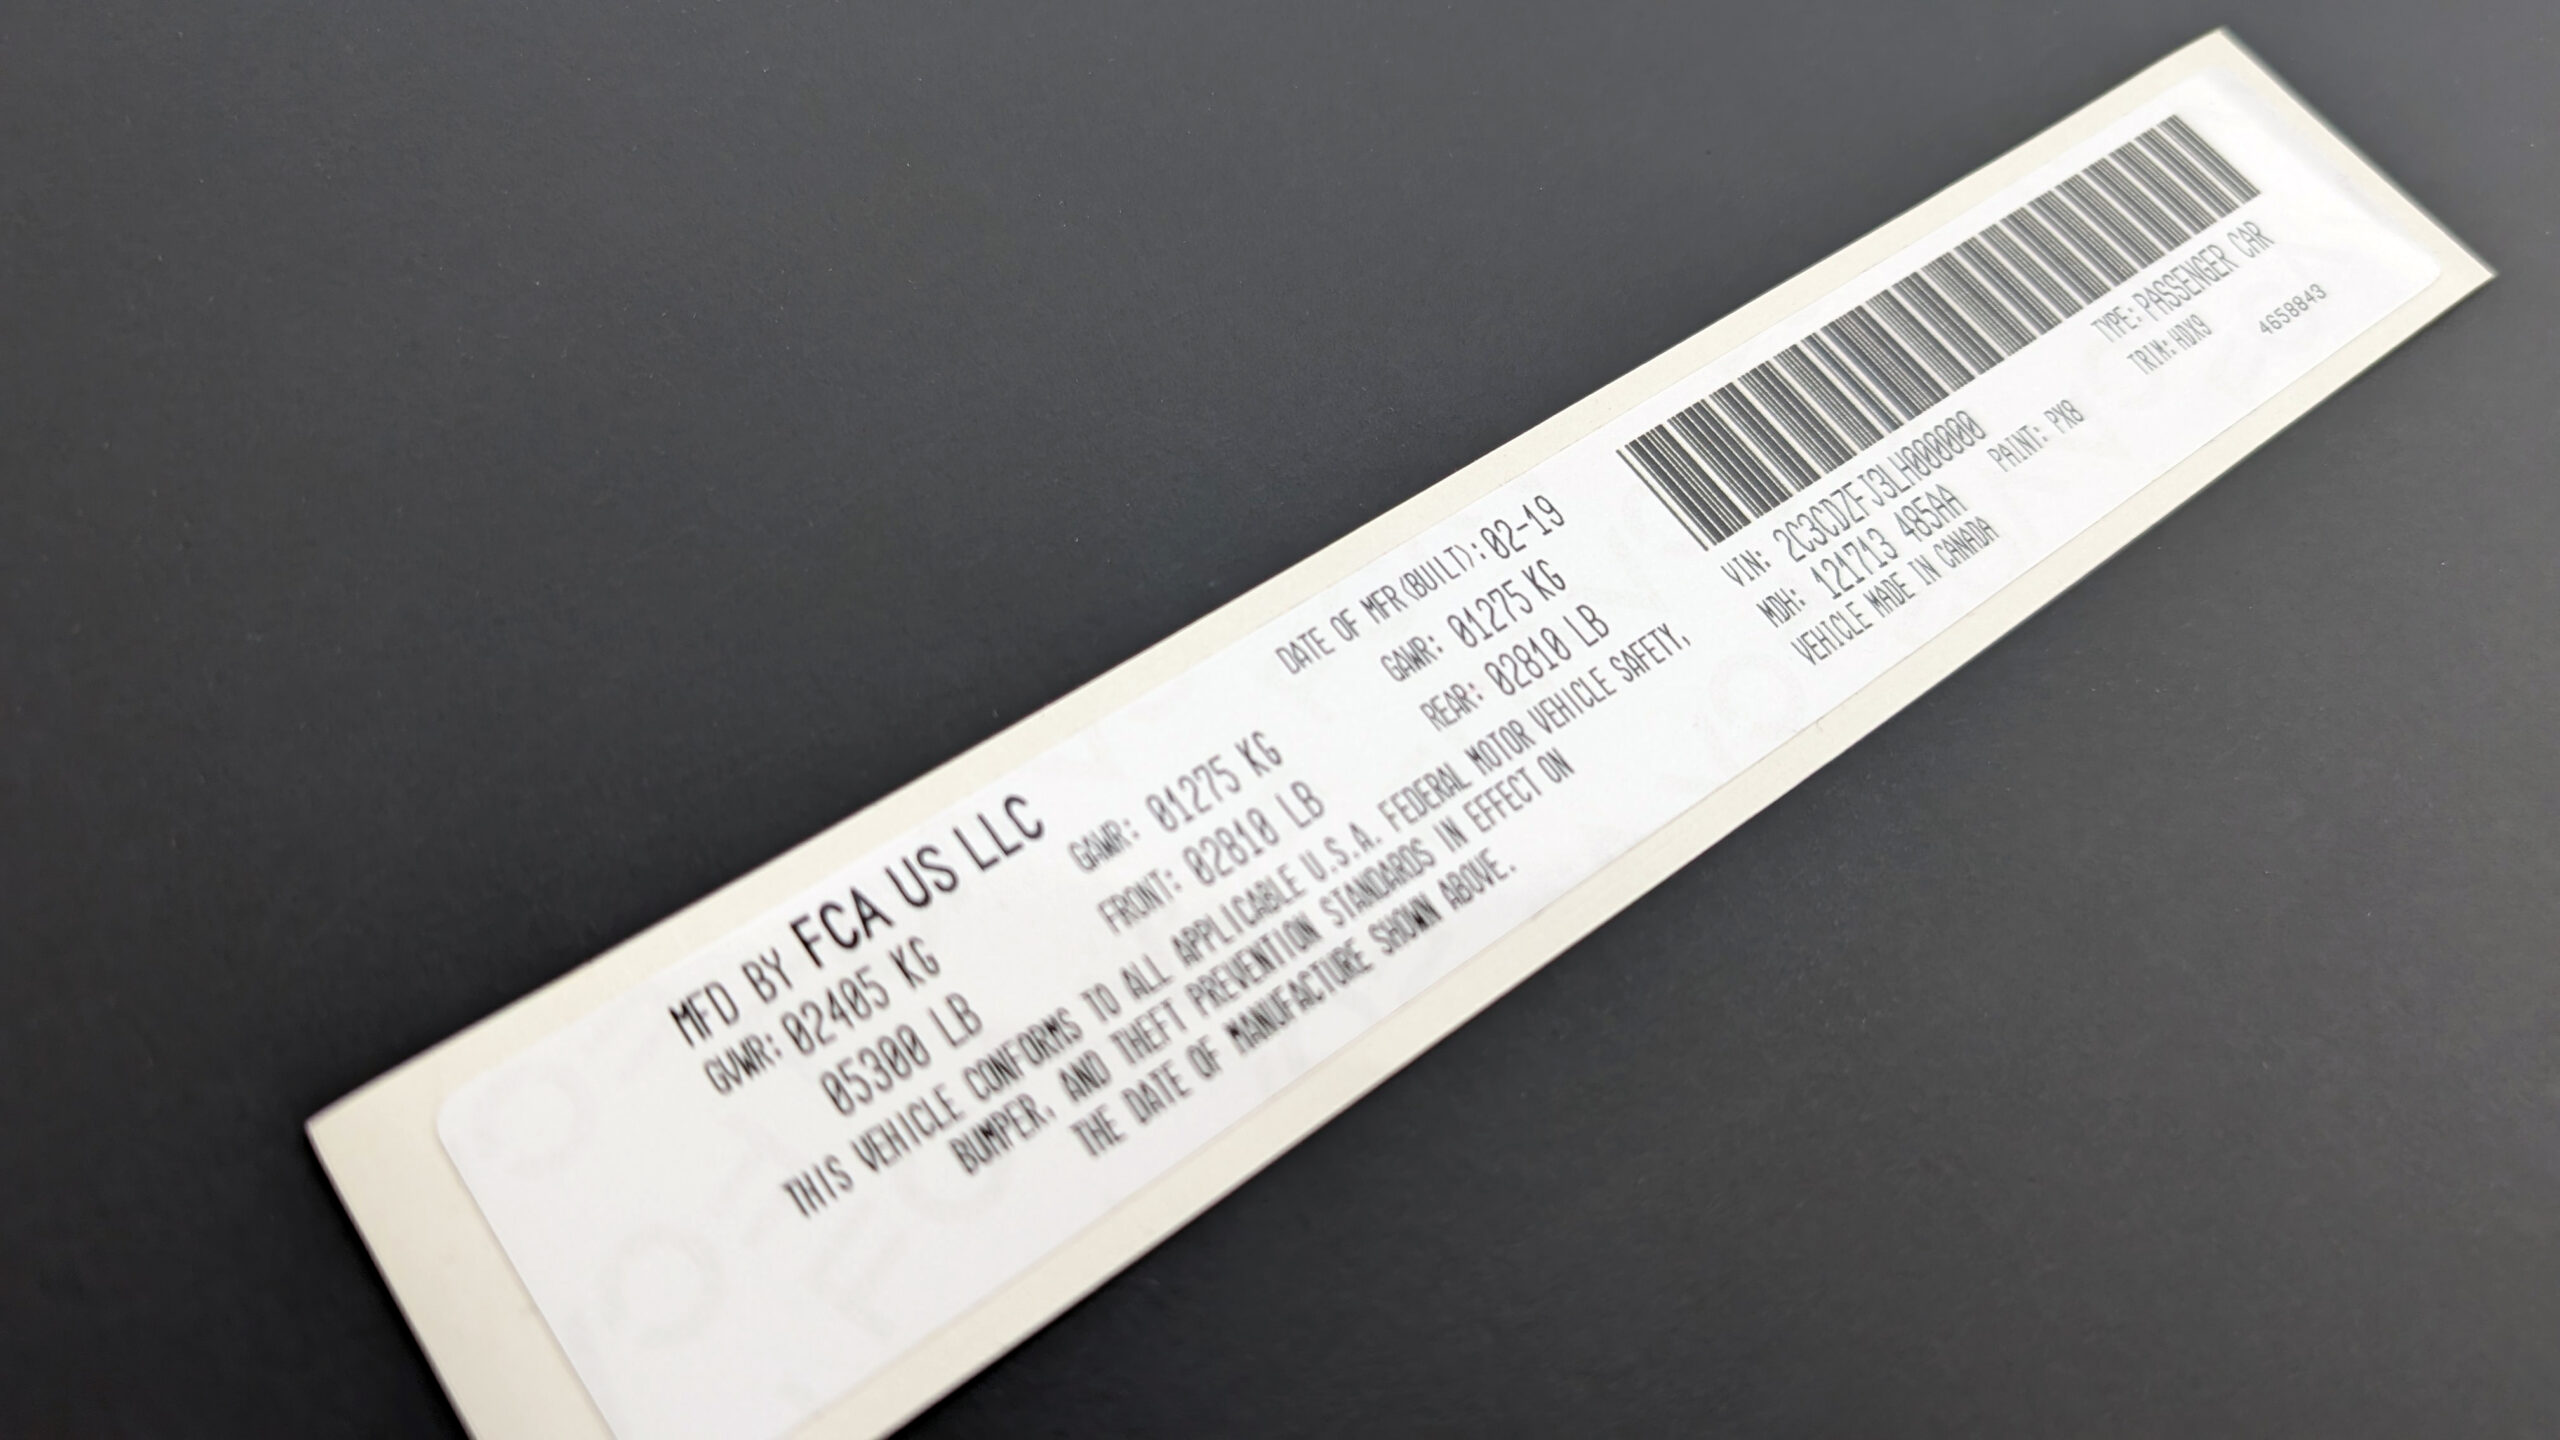 MFD BY FCA US LLC DATE OF MFR(BUILT): 02-19
GVWR: 02405 KG GAWR: 01275 KG GAWR: 01275 KG
05300 LB FRONT: 02810 LB REAR: 02810 LB
THIS VEHICLE CONFORMS TO ALL APPLICABLE U.S.A. FEDERAL MOTOR VEHICLE SAFETY,
BUMPER, AND THEFT PREVENTION STANDARDS IN EFFECT ON
THE DATE OF MANUFACTURE SHOWN ABOVE.
VIN: 2C3CDZFJ3LH000000 TYPE: PASSENGER CAR
MDH: 121713 485AA PAINT: PX8 TRIM: HDX9
VEHICLE MADE IN CANADA 4658843